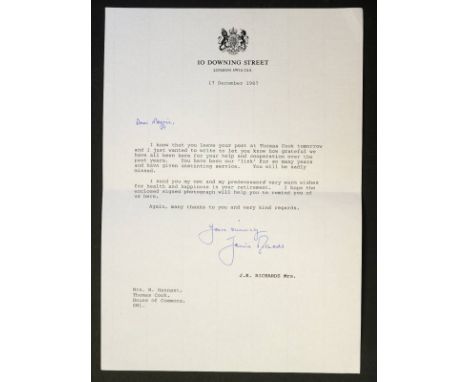 10 DOWNING STREET
LONDON SW1A 2AA
17 December 1987
Dear Maggie,
I know that you leave your post at Thomas Cook tomorrow
and I just wanted to write to let you know how grateful we
have all been here for your help and cooperation over the
past years. You have been our "link" for so many years
and have given unstinting service. You will be sadly
missed.
I send you my own and my predecessors very warm wishes
for health and happiness in your retirement. I hope the
enclosed signed photograph will help you to remind you of
us here.
Again, many thanks to you and very kind regards.
Yours sincerely
Janice Richards
J.R. RICHARDS Mrs.
Mrs. M.
Thomas Cook,
House of Commons,
SW1.